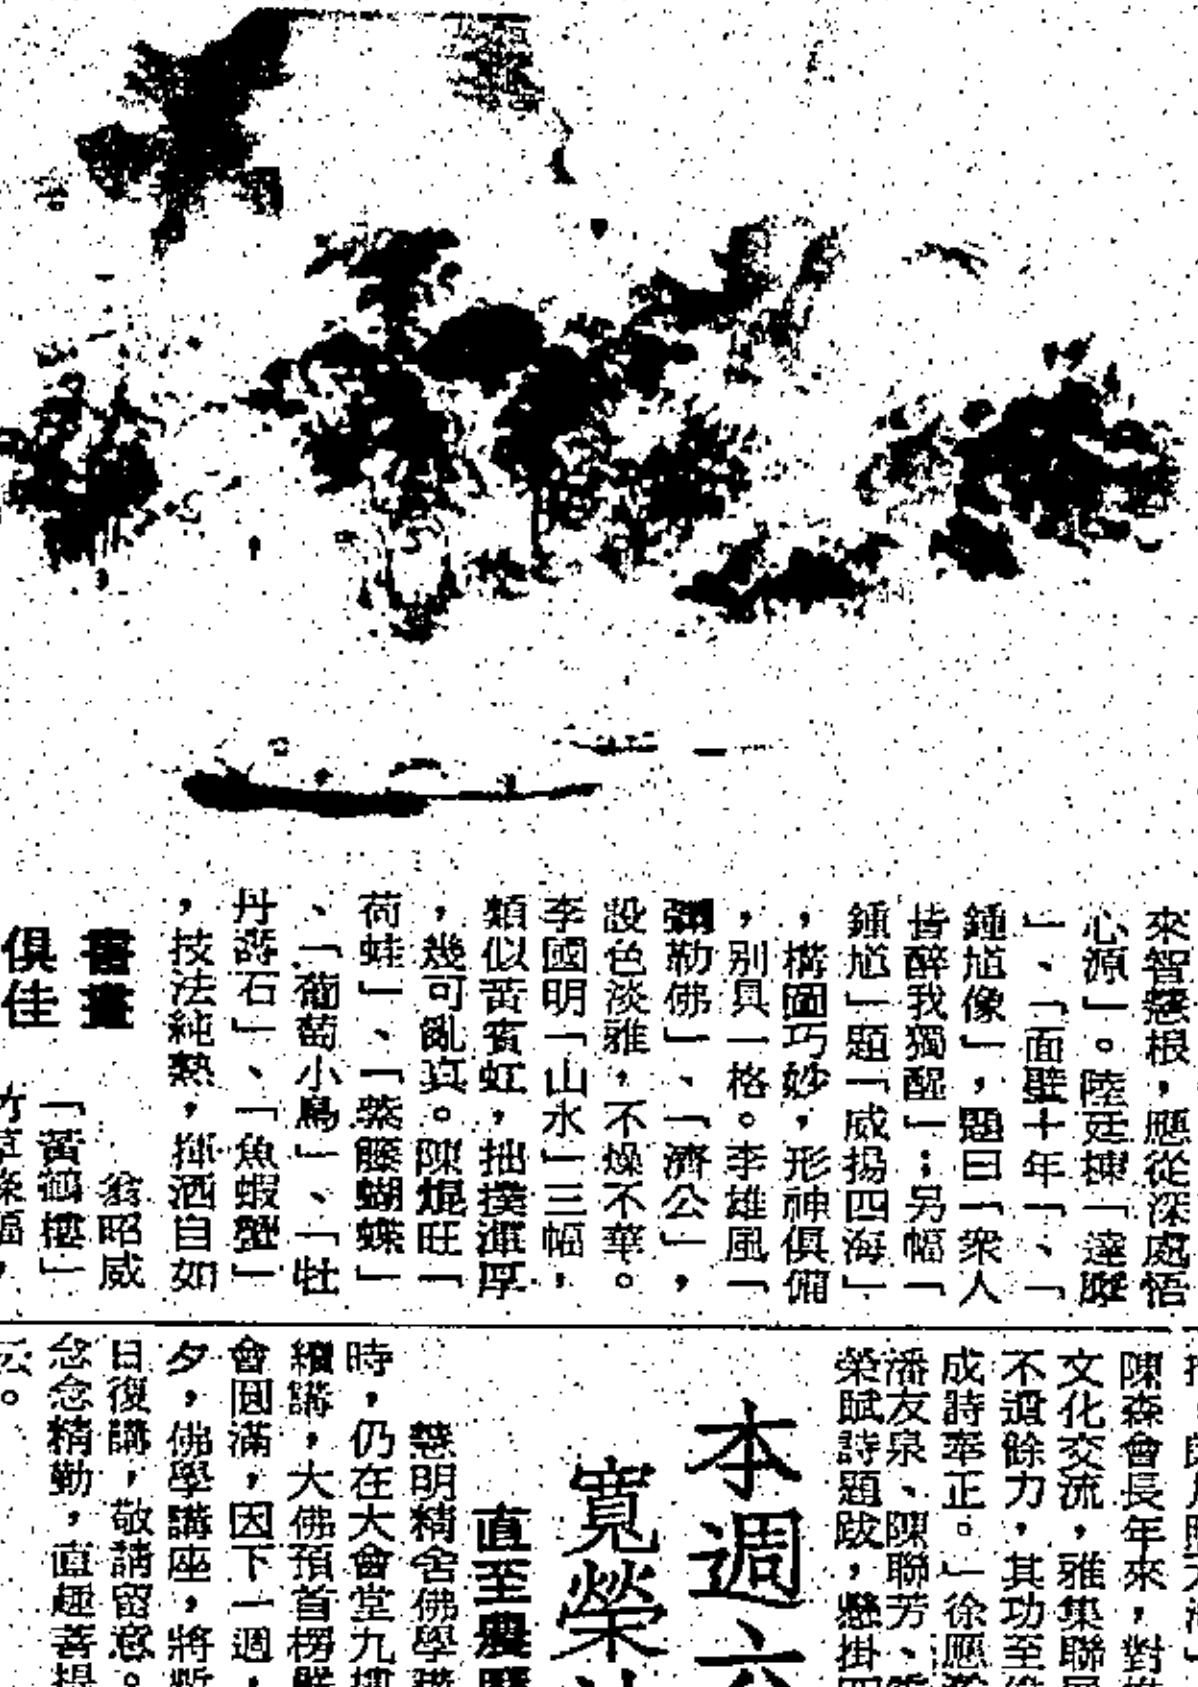 來智慧根，應從深處悟
心源」。陸廷棟「達摩
」、「面壁十年」、「
鍾馗像」，題曰「衆人
皆醉我獨醒」；另幅「
鍾馗」題「威揚四海」
，構圖巧妙，形神俱備
，别具一格。李雄風「
彌勒佛」、「濟公」，
設色淡雅，不燥不華。
李國明「山水」三幅，
類似黃賓虹，拙撲渾厚
，幾可亂真。陳焜旺「
荷蛙」、「紫藤蝴蝶」
、「葡萄小鳥」、「牡
丹壽石」、「魚蝦蟹」
，技法純熟，揮洒自如
書畫
俱佳
翁昭威
「黃鶴樓」
陳森會長年來，對
文化交流，雅集聯
不遺餘力，其功至
成詩奉正。」徐應
潘友泉、陳聯芳、
榮賦詩題跋，懸掛
本週六
寬榮
直至農曆
慧明精舍佛學
時，仍在大會堂九樓
續講，大佛預首楞嚴
會圓滿，因下一週，
夕，佛學講座，將暫
日復講，敬請留意。
念念精勤，直趣菩提
云。